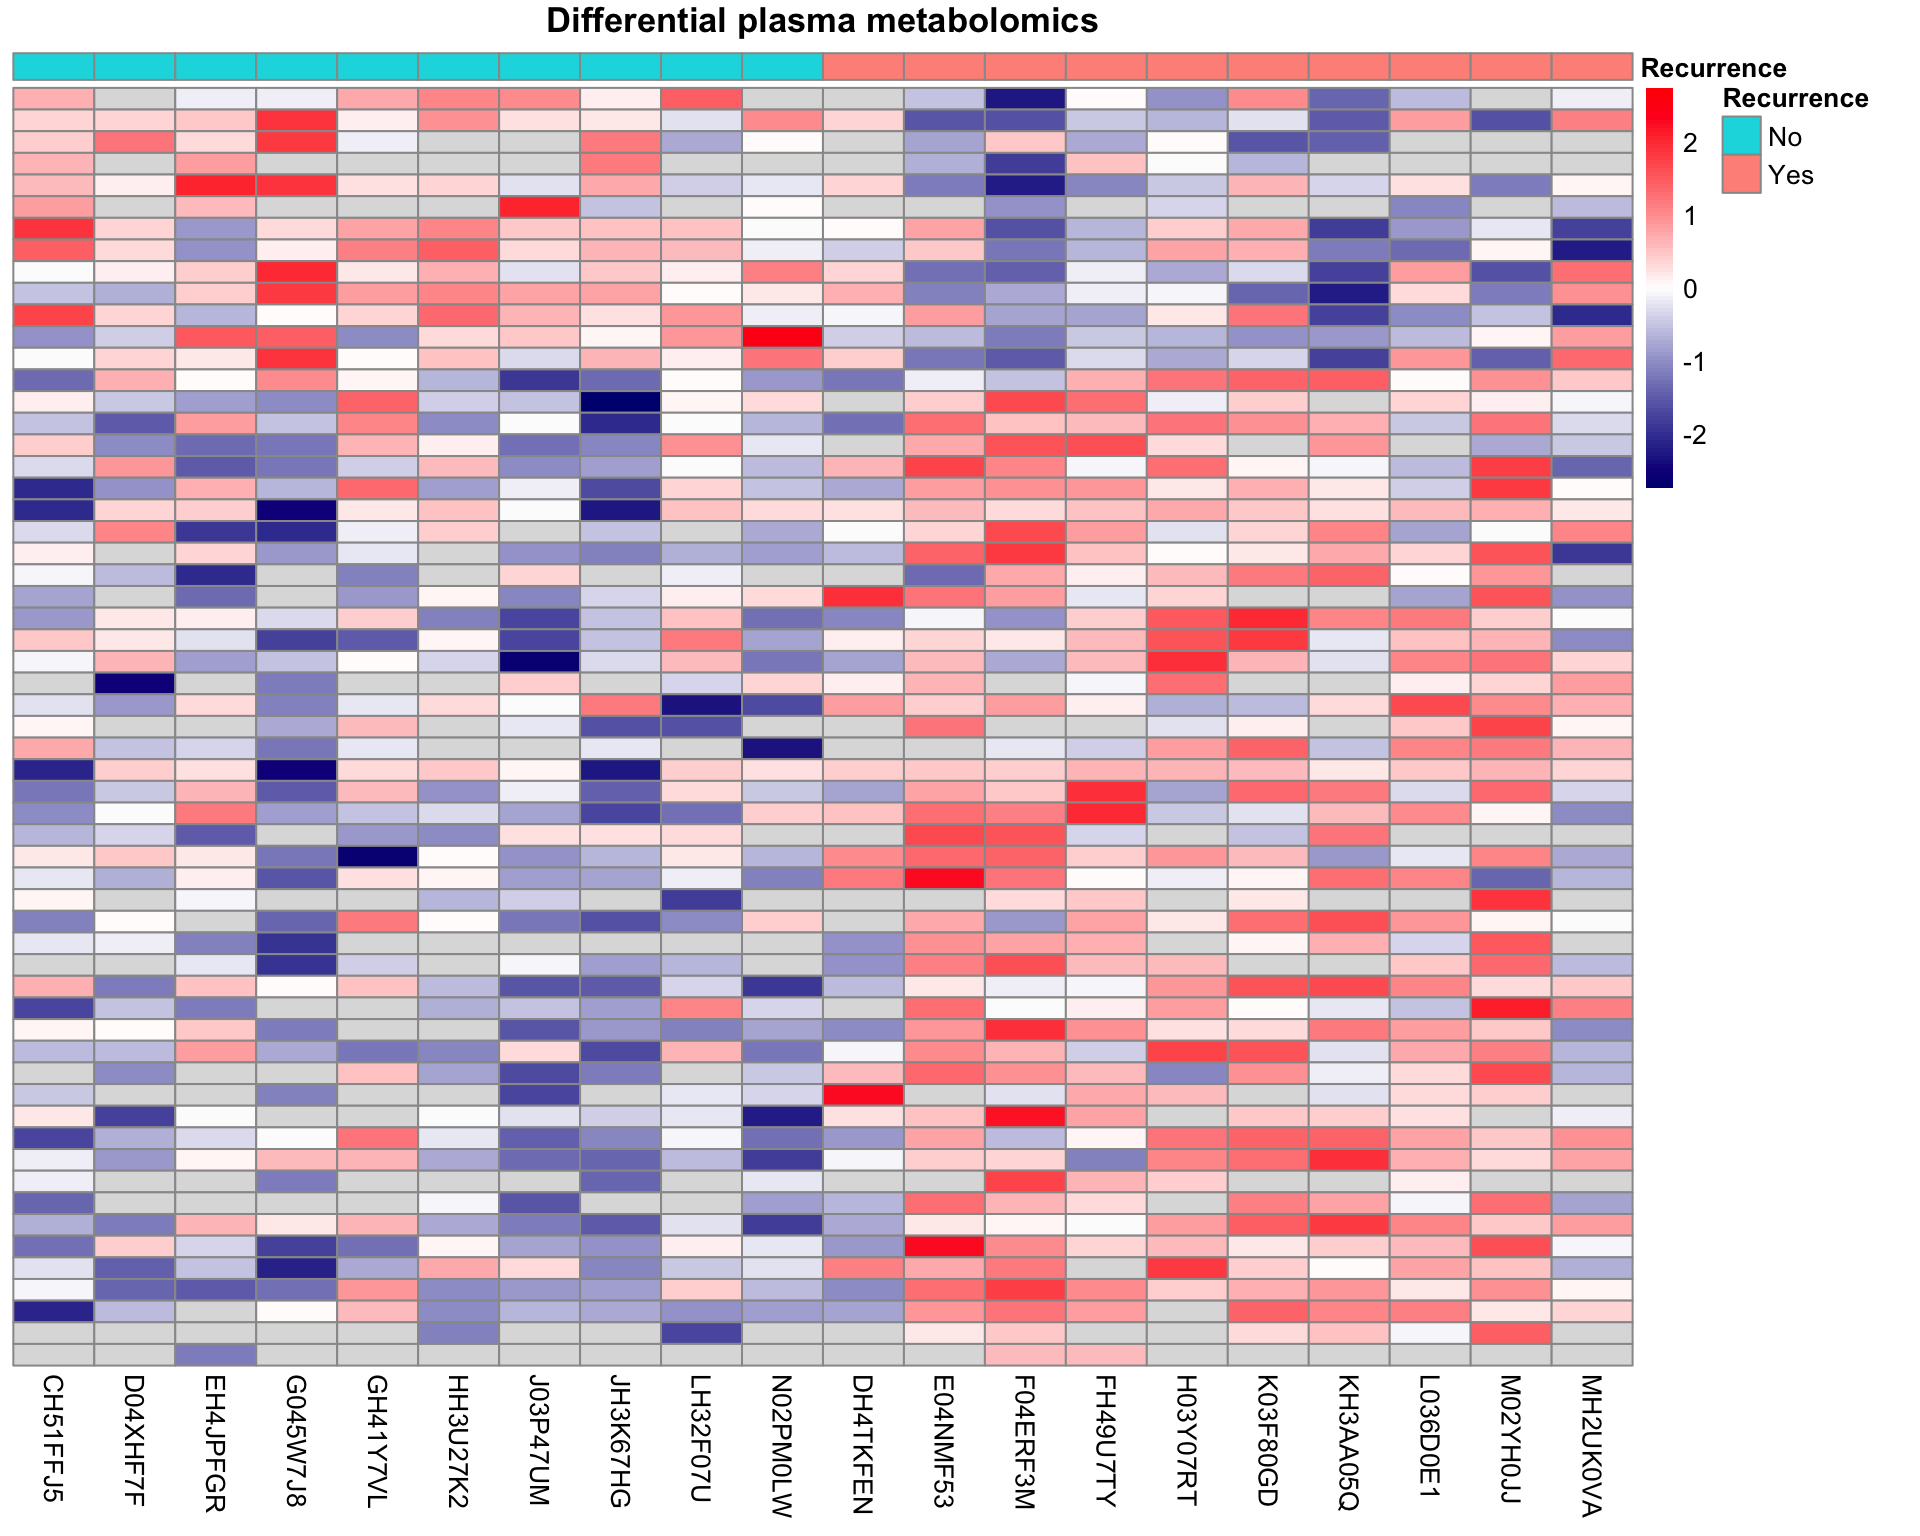 Differential plasma metabolomics
Recurrence
Recurrence
No
Yes
2
1
0
-1
-2
CH51FFJ5
D04XHF7F
EH4JPFGR
G045W7J8
GH41Y7VL
HH3U27K2
J03P47UM
JH3K67HG
LH32F07U
N02PM0LW
DH4TKFEN
E04NMF53
F04ERF3M
FH49U7TY
H03Y07RT
K03F80GD
KH3AA05Q
L036D0E1
M02YH0JJ
MH2UK0VA